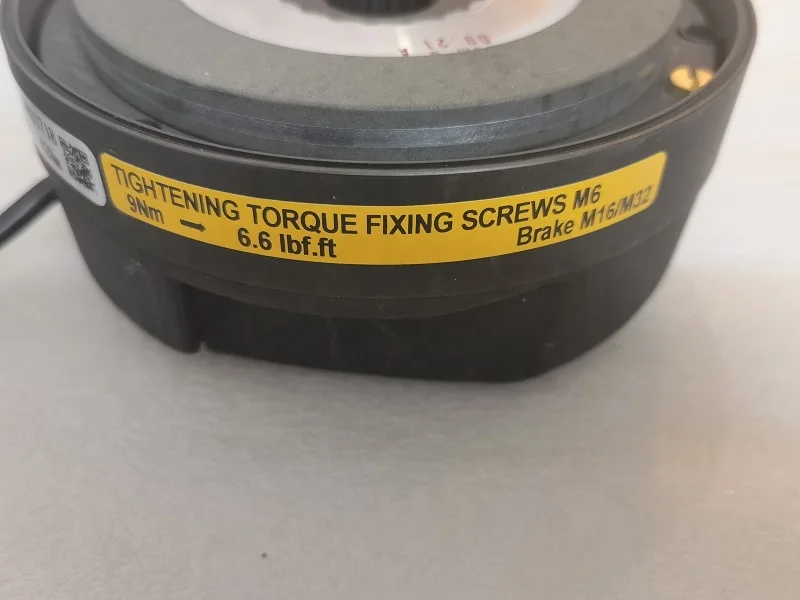 TIGHTENING TORQUE FIXING SCREWS M6
9Nm → 6.6 lbf.ft Brake M16/M32